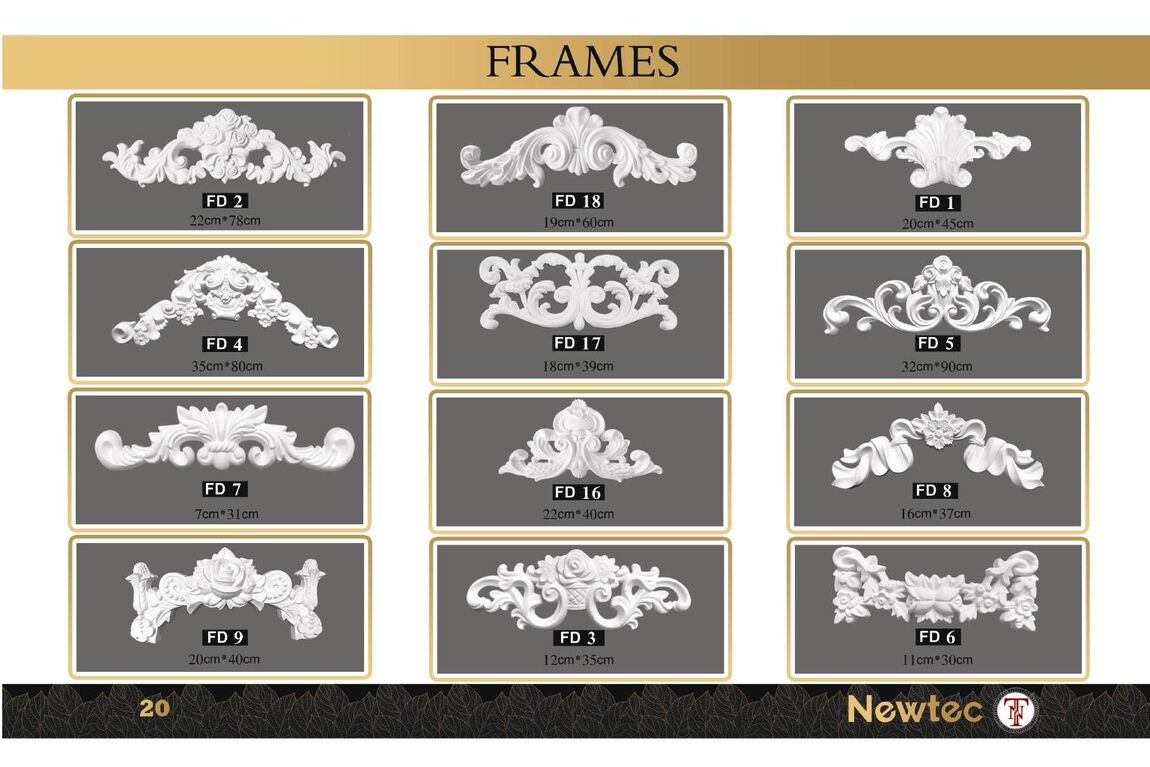 FRAMES
FD 2
22cm*78cm
FD 18
19cm*60cm
FD 1
20cm*45cm
FD 4
35cm*80cm
FD 17
18cm*39cm
FD 5
32cm*90cm
FD 7
7cm*31cm
FD 16
22cm*40cm
FD 8
16cm*37cm
FD 9
20cm*40cm
FD 3
12cm*35cm
FD 6
11cm*30cm
20
Newtec